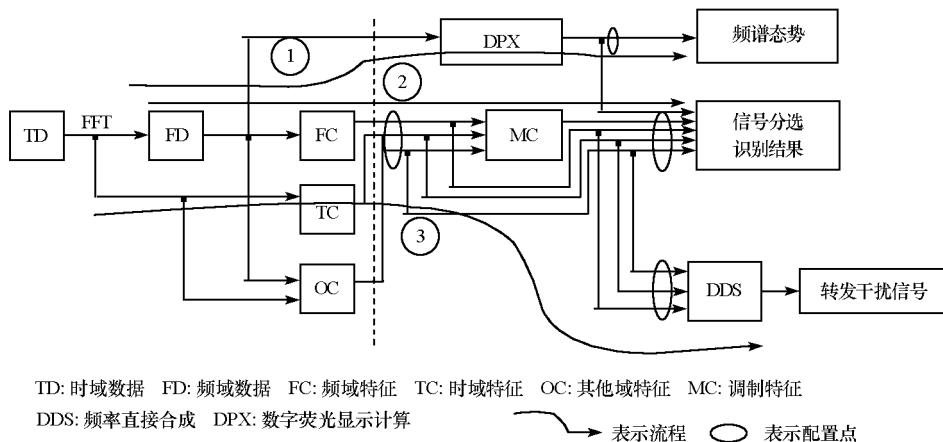 ①
DPX
频谱态势
②
TD
FFT
FD
FC
MC
信号分选
识别结果
TC
③
OC
DDS
转发干扰信号
TD: 时域数据 FD: 频域数据 FC: 频域特征 TC: 时域特征 OC: 其他域特征 MC: 调制特征
DDS: 频率直接合成 DPX: 数字荧光显示计算 表示流程 表示配置点